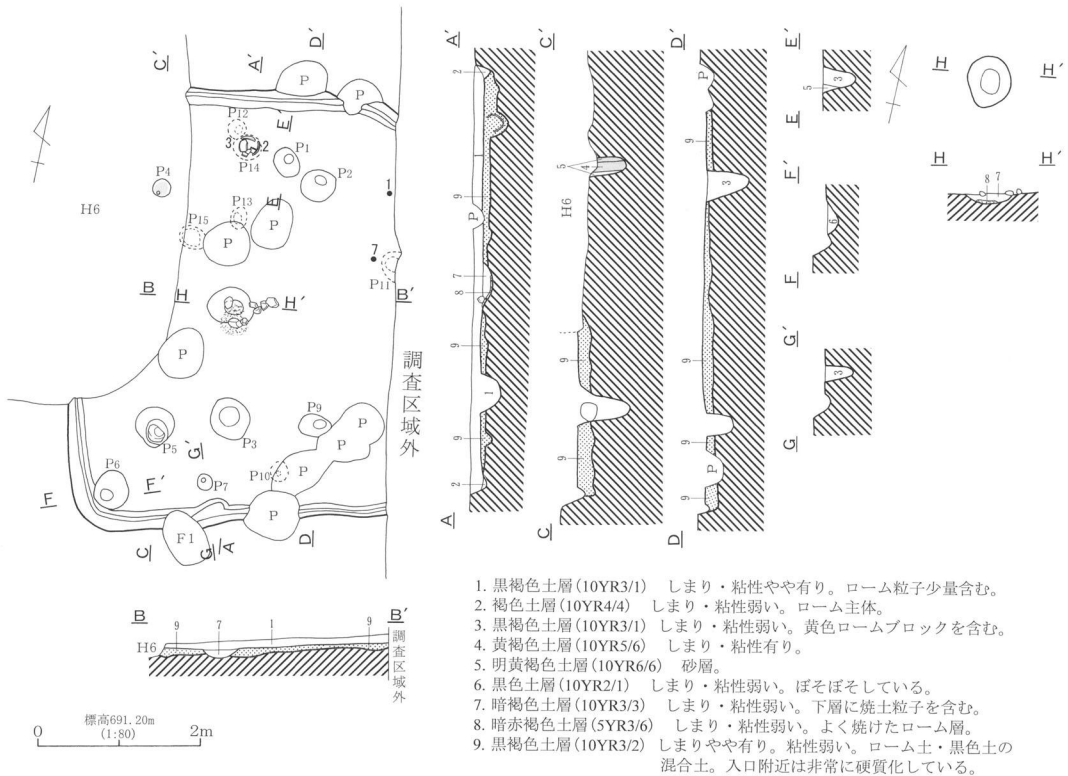 C′
A′
D′
P
P
P12
E′
3
2
P14
P1
P2
P4
1
H6
P13
E
P15
P
P
7
P11
B
H
H′
B′
P
調査区域外
P9
P
P5
G′
P3
P
P6
F′
P7
P10
P
F
P
F1
C
G
A
D
A′
2
9
P
7
8
9
1
9
2
A
C′
5
4
H6
9
9
C
D′
P
9
3
9
9
P
9
D
E′
3
5
E
F′
6
F
G′
3
G
H
H′
H
H′
8
7
B
B′
H6
9
7
1
9
調査区域外
標高691.20m
(1:80)
0
2m
1. 黒褐色土層(10YR3/1) しまり・粘性やや有り。ローム粒子少量含む。
2. 褐色土層(10YR4/4) しまり・粘性弱い。ローム主体。
3. 黒褐色土層(10YR3/1) しまり・粘性弱い。黄色ロームブロックを含む。
4. 黄褐色土層(10YR5/6) しまり・粘性有り。
5. 明黄褐色土層(10YR6/6) 砂層。
6. 黒色土層(10YR2/1) しまり・粘性弱い。ぼそぼそしている。
7. 暗褐色土層(10YR3/3) しまり・粘性弱い。下層に焼土粒子を含む。
8. 暗赤褐色土層(5YR3/6) しまり・粘性弱い。よく焼けたローム層。
9. 黒褐色土層(10YR3/2) しまりやや有り。粘性弱い。ローム土・黒色土の
混合土。入口附近は非常に硬質化している。